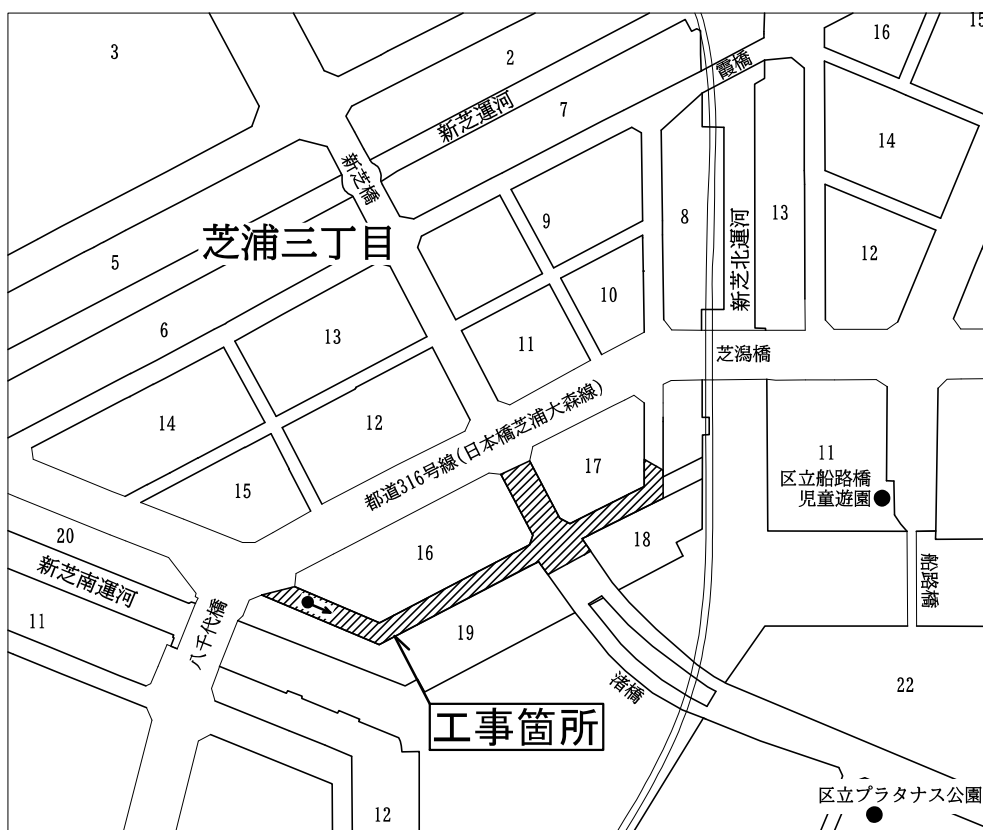 3
2
16
15
霞橋
新芝運河
7
14
新芝橋
9
8
13
芝浦三丁目
新芝北運河
5
12
10
6
13
11
芝潟橋
14
12
都道316号線(日本橋芝浦大森線)
17
11
区立船路橋
児童遊園
15
20
16
18
新芝南運河
船路橋
11
八千代橋
19
渚橋
22
工事箇所
12
区立プラタナス公園